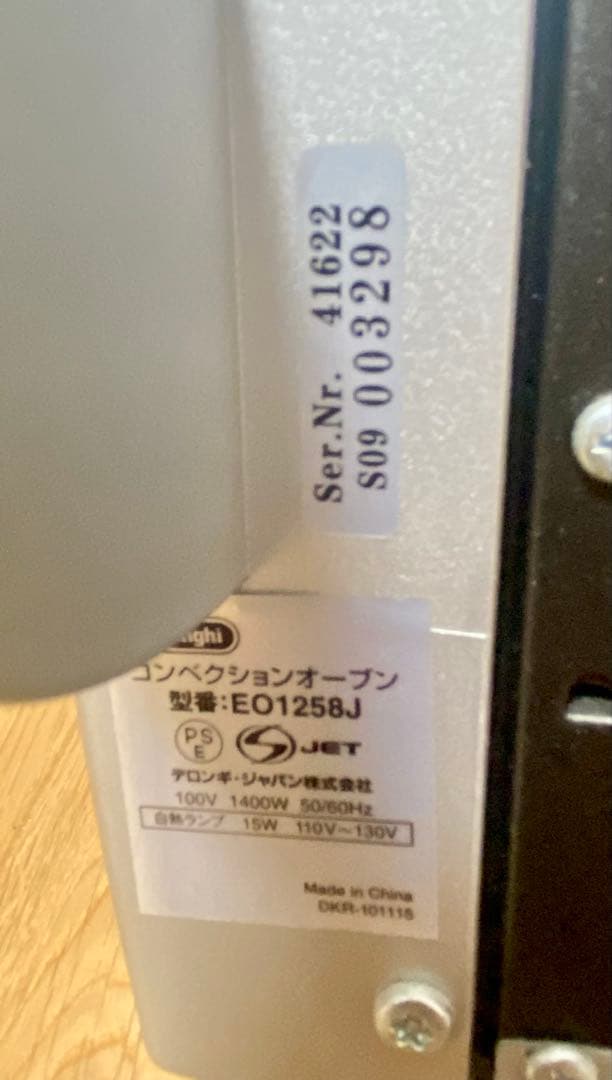 Ser.Nr. 41622
S09 003298
nghi
コンベクションオーブン
型番:EO1258J
PS
E
JET
デロンギ・ジャパン株式会社
100V 1400W 50/60Hz
白熱ランプ 15W 110V~130V
Made in China
DKR-101115